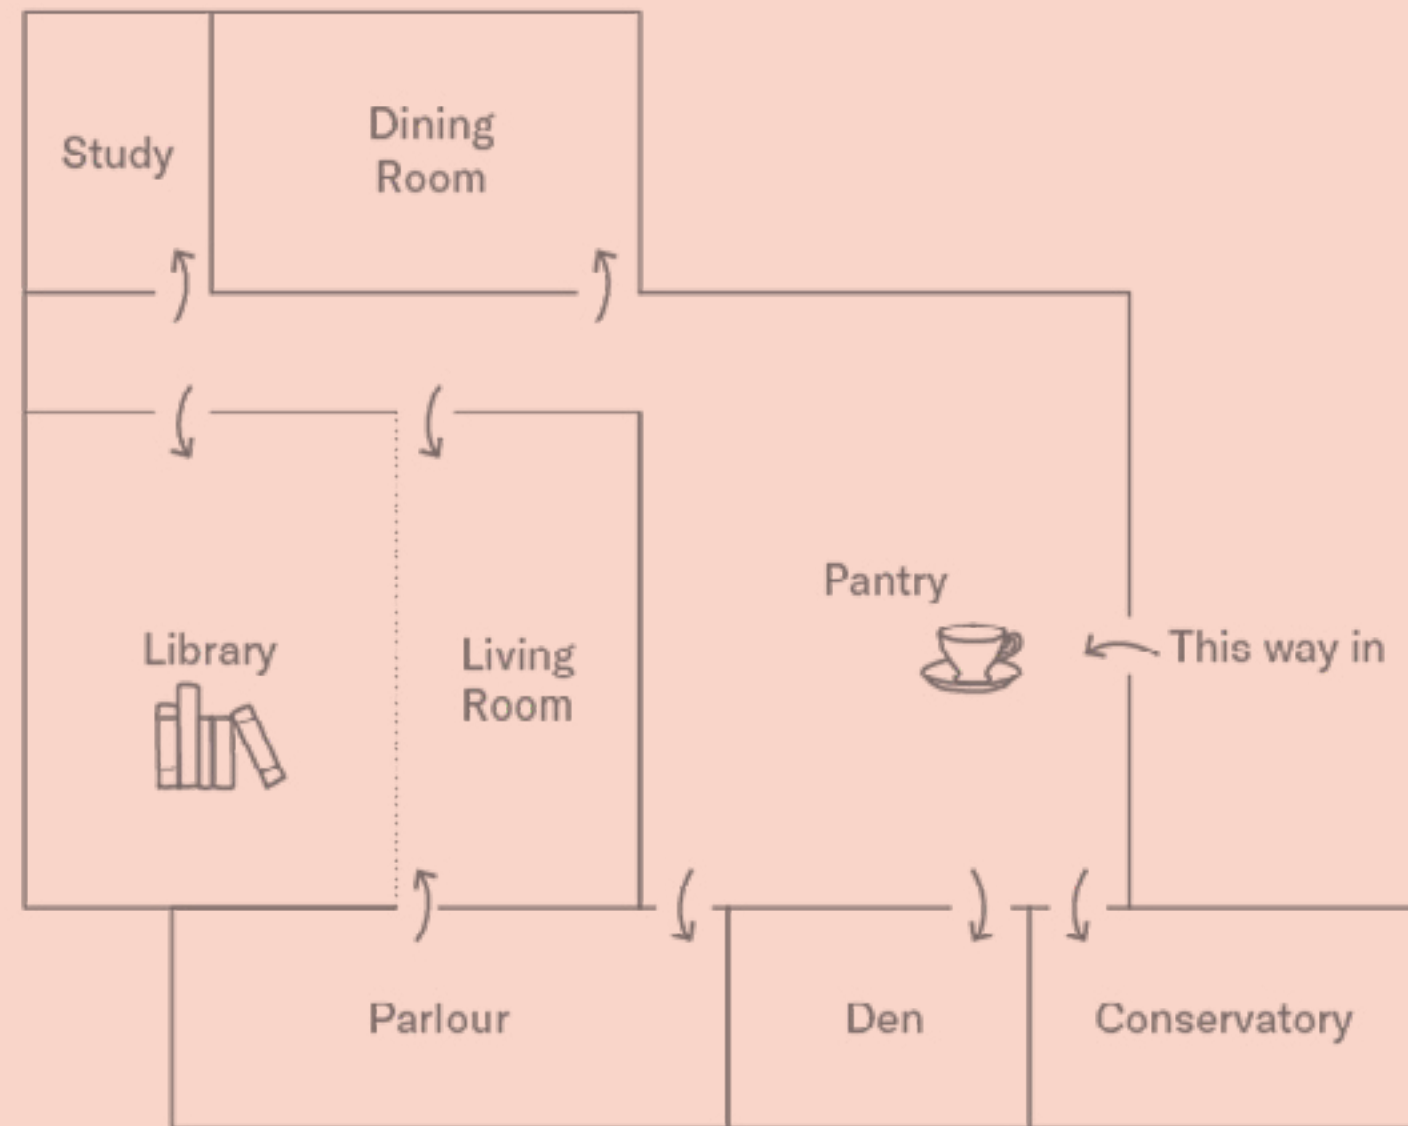 Study
Dining
Room
Pantry
This way in
Library
Living
Room
Parlour
Den
Conservatory